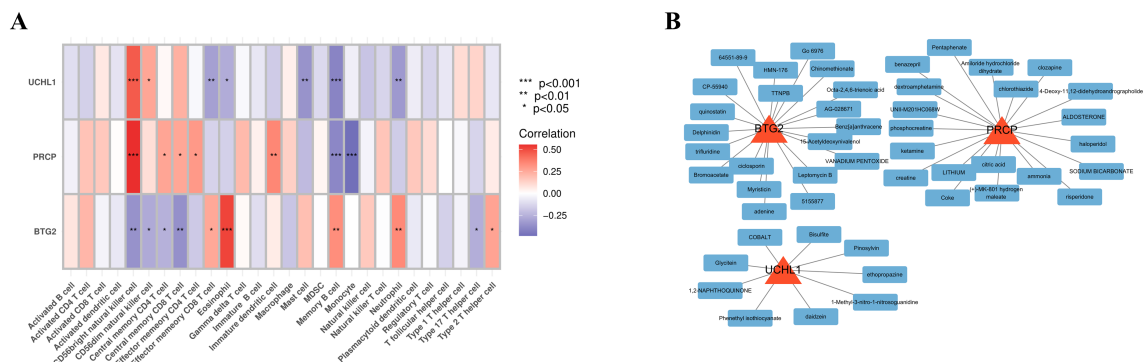 A
UCHL1
PRCP
BTG2
*** ** ** * ** *** **
*** * * * ** *** ***
** * * ** * *** ** ** * *
Activated B cell
Activated CD4 T cell
Activated CD8 T cell
Activated dendritic cell
CD56bright natural killer cell
CD56dim natural killer cell
Central memory CD4 T cell
Central memory CD8 T cell
Effector memory CD4 T cell
Effector memory CD8 T cell
Eosinophil
Gamma delta T cell
Immature B cell
Immature dendritic cell
Macrophage
Mast cell
MDSC
Memory B cell
Monocyte
Natural killer cell
Natural killer T cell
Neutrophil
Plasmacytoid dendritic cell
Regulatory T cell
T follicular helper cell
Type 1 T helper cell
Type 17 T helper cell
Type 2 T helper cell
*** p<0.001
** p<0.01
* p<0.05
Correlation
0.50
0.25
0.00
−0.25
B
64551-89-9
Go 6976
HMN-176
Chinomethionate
CP-55940
TTNPB
Octa-2,4,6-trienoic acid
quinostatin
AG-028671
Delphinidin
BTG2
Benz[a]anthracene
15-Acetyldeoxynivalenol
trifluridine
VANADIUM PENTOXIDE
ciclosporin
Bromoacetate
Leptomycin B
Myristicin
5155877
adenine
Pentaphenate
benazepril
Amiloride hydrochloride
dihydrate
clozapine
dextroamphetamine
chlorothiazide
4-Deoxy-11,12-didehydroandrographolide
UNII-M201HC068W
ALDOSTERONE
phosphocreatine
PRCP
haloperidol
ketamine
citric acid
SODIUM BICARBONATE
creatine
LITHIUM
ammonia
Coke
(+)-MK-801 hydrogen
maleate
risperidone
COBALT
Bisulfite
Pinosylvin
Glycitein
UCHL1
ethopropazine
1,2-NAPHTHOQUINONE
1-Methyl-3-nitro-1-nitrosoguanidine
Phenethyl isothiocyanate
daidzein